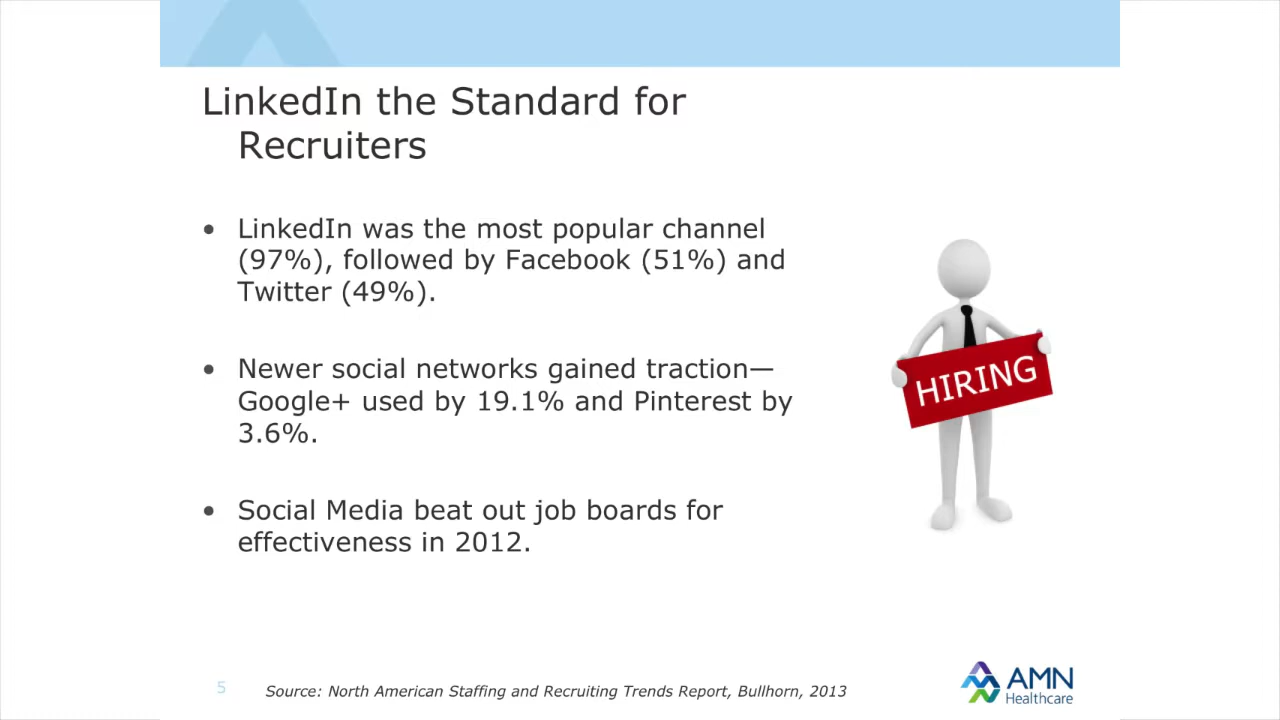 LinkedIn the Standard for
Recruiters
• LinkedIn was the most popular channel
(97%), followed by Facebook (51%) and
Twitter (49%).
• Newer social networks gained traction—
Google+ used by 19.1% and Pinterest by
3.6%.
• Social Media beat out job boards for
effectiveness in 2012.
HIRING
5
Source: North American Staffing and Recruiting Trends Report, Bullhorn, 2013
AMN
Healthcare